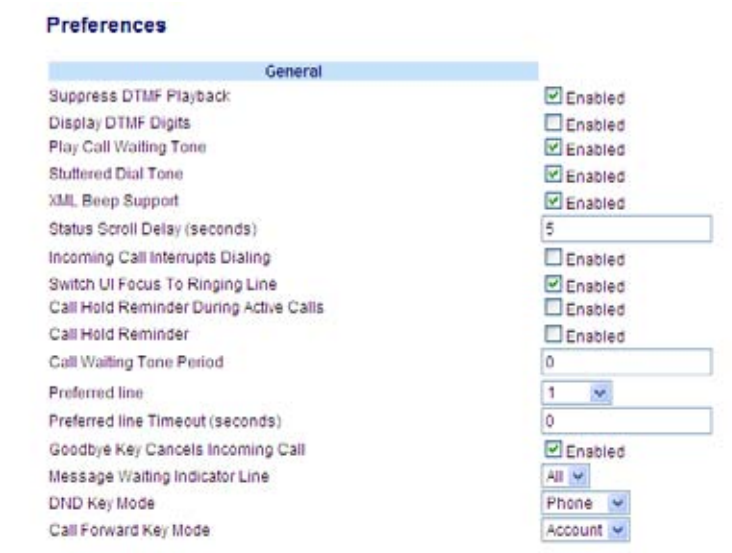 Preferences
General
Suppress DTMF Playback Enabled
Display DTMF Digits Enabled
Play Call Waiting Tone Enabled
Stuttered Dial Tone Enabled
XML Beep Support Enabled
Status Scroll Delay (seconds) 5
Incoming Call Interrupts Dialing Enabled
Switch UI Focus To Ringing Line Enabled
Call Hold Reminder During Active Calls Enabled
Call Hold Reminder Enabled
Call Waiting Tone Period 0
Preferred line 1
Preferred line Timeout (seconds) 0
Goodbye Key Cancels Incoming Call Enabled
Message Waiting Indicator Line All
DND Key Mode Phone
Call Forward Key Mode Account